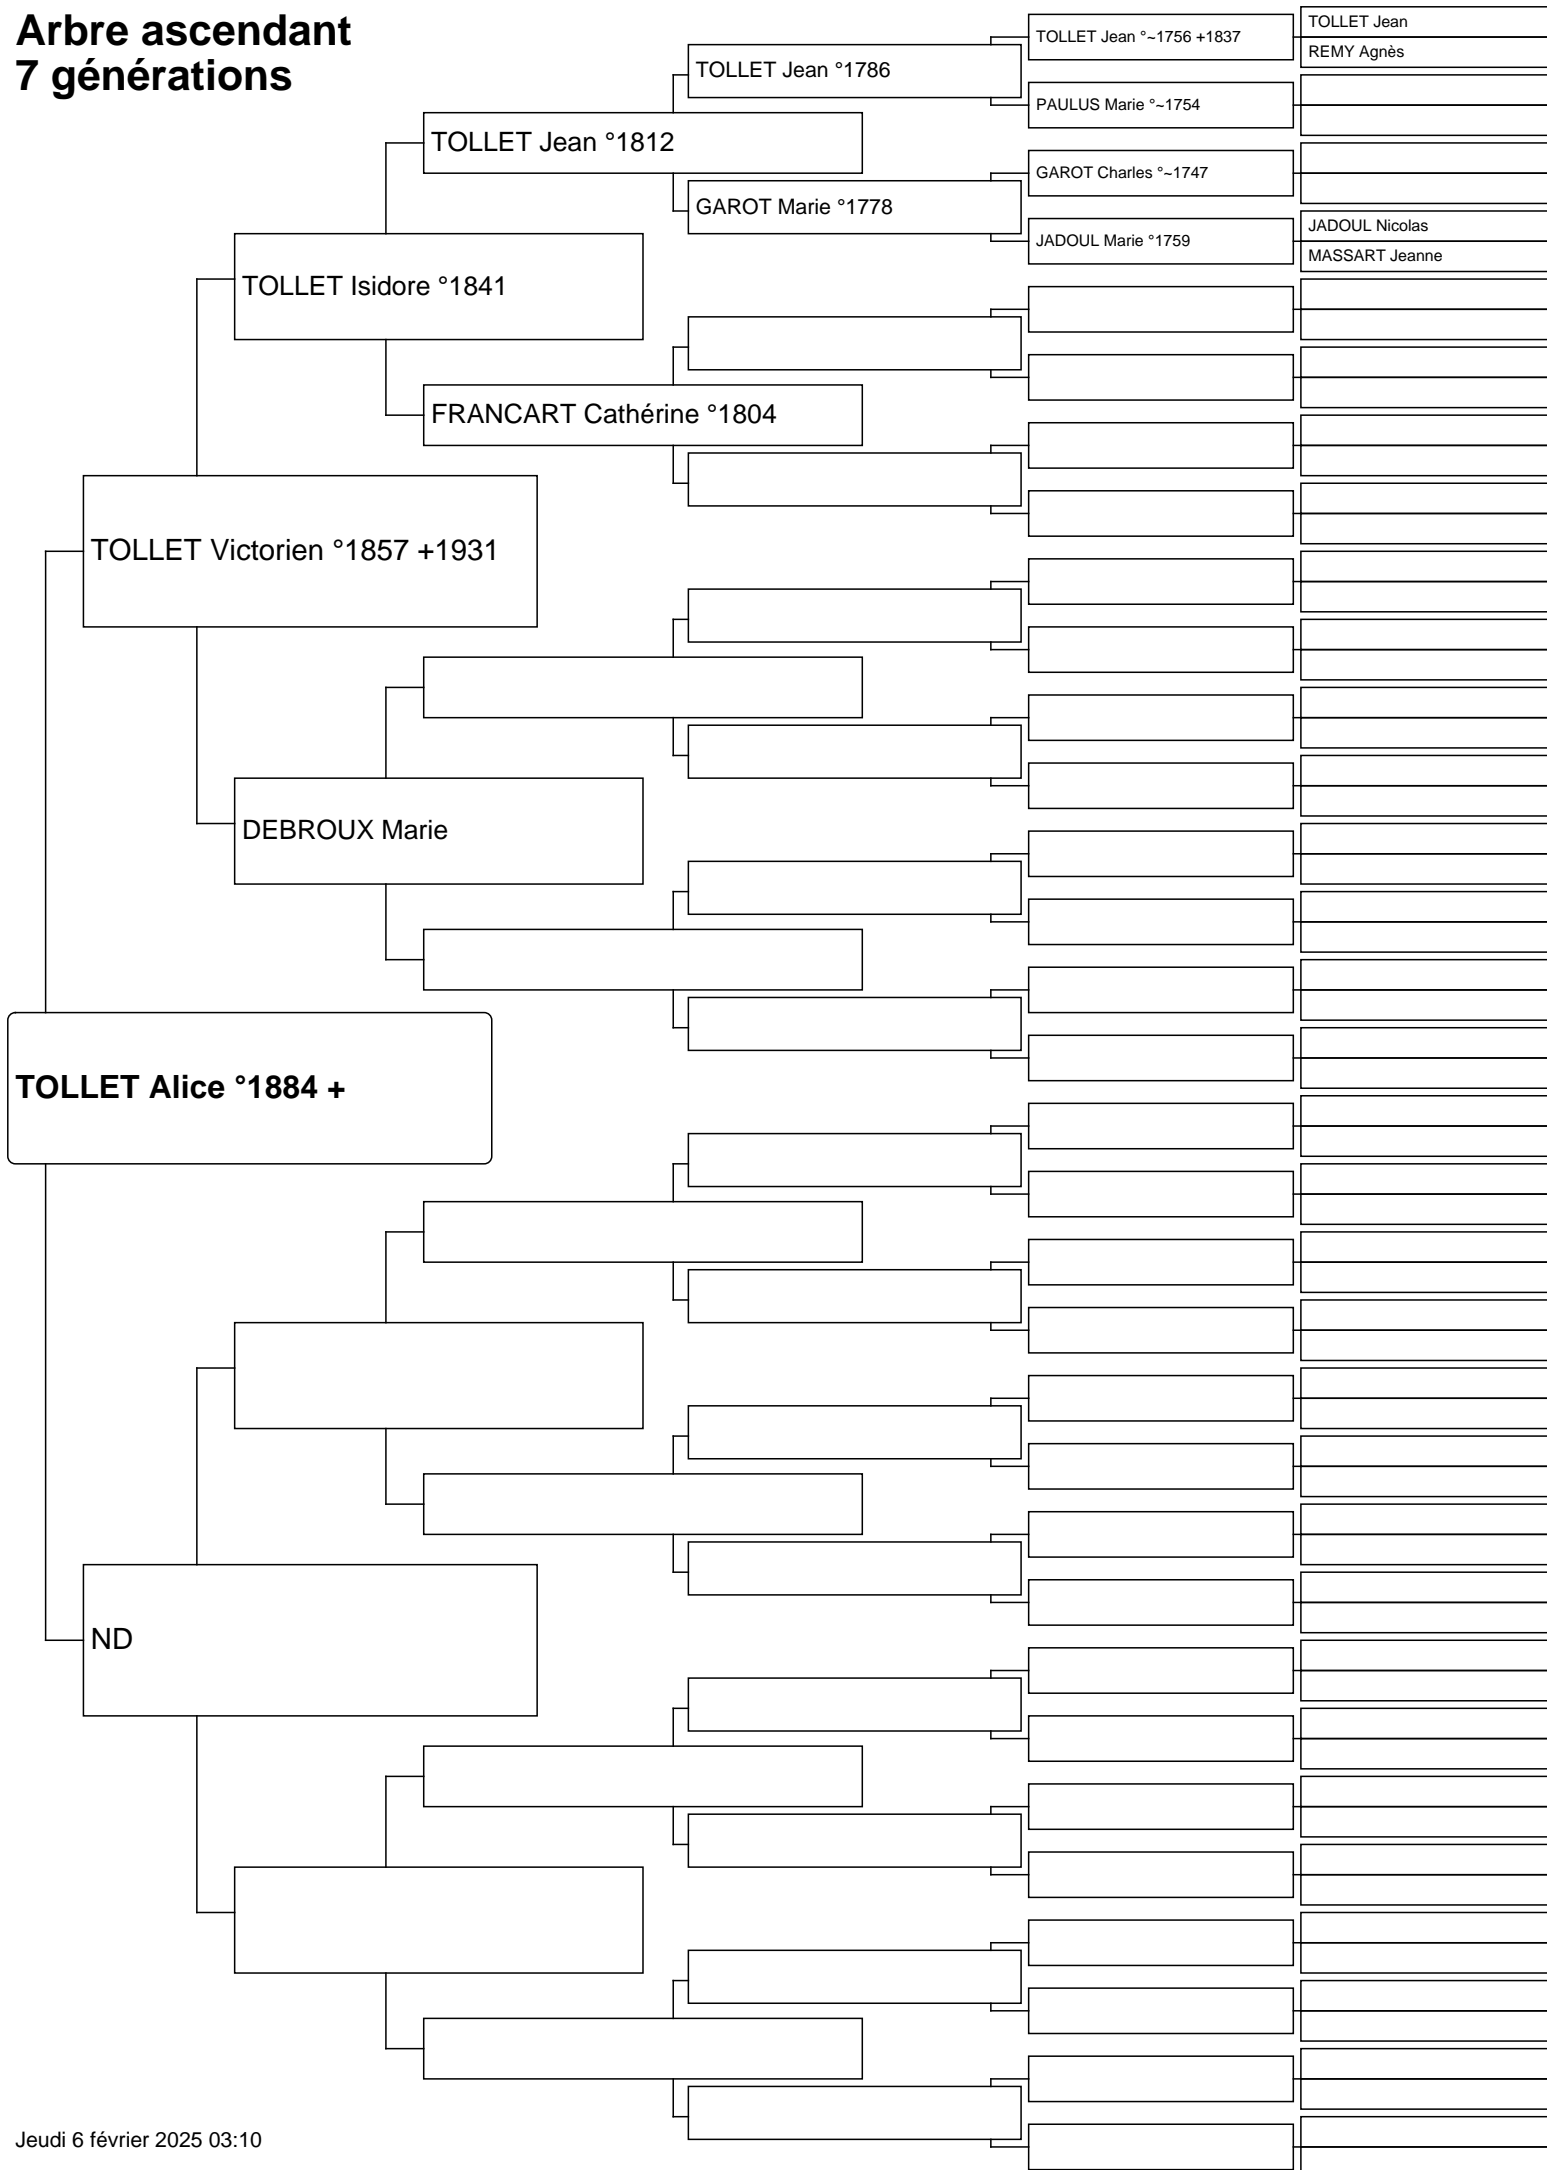 Arbre ascendant
7 générations
TOLLET Jean °~1756 +1837
TOLLET Jean
REMY Agnès
TOLLET Jean °1786
PAULUS Marie °~1754
TOLLET Jean °1812
GAROT Charles °~1747
GAROT Marie °1778
JADOUL Marie °1759
JADOUL Nicolas
MASSART Jeanne
TOLLET Isidore °1841
FRANCART Cathérine °1804
TOLLET Victorien °1857 +1931
DEBROUX Marie
TOLLET Alice °1884 +
ND
Jeudi 6 février 2025 03:10